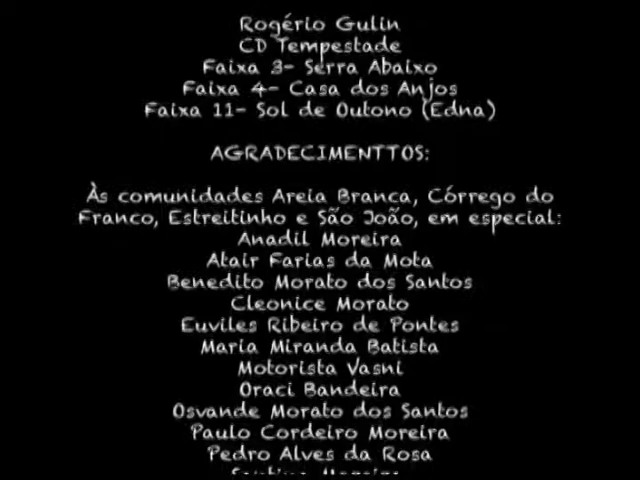 Rogério Gulin
CD Tempestade
Faixa 3- Serra Abaixo
Faixa 4- Casa dos Anjos
Faixa 11- Sol de Outono (Edna)
AGRADECIMENTTOS:
Às comunidades Areia Branca, Córrego do
Franco, Estreitinho e São João, em especial:
Anadil Moreira
Atair Farias da Mota
Benedito Morato dos Santos
Cleonice Morato
Euviles Ribeiro de Pontes
Maria Miranda Batista
Motorista Vasni
Oraci Bandeira
Osvande Morato dos Santos
Paulo Cordeiro Moreira
Pedro Alves da Rosa